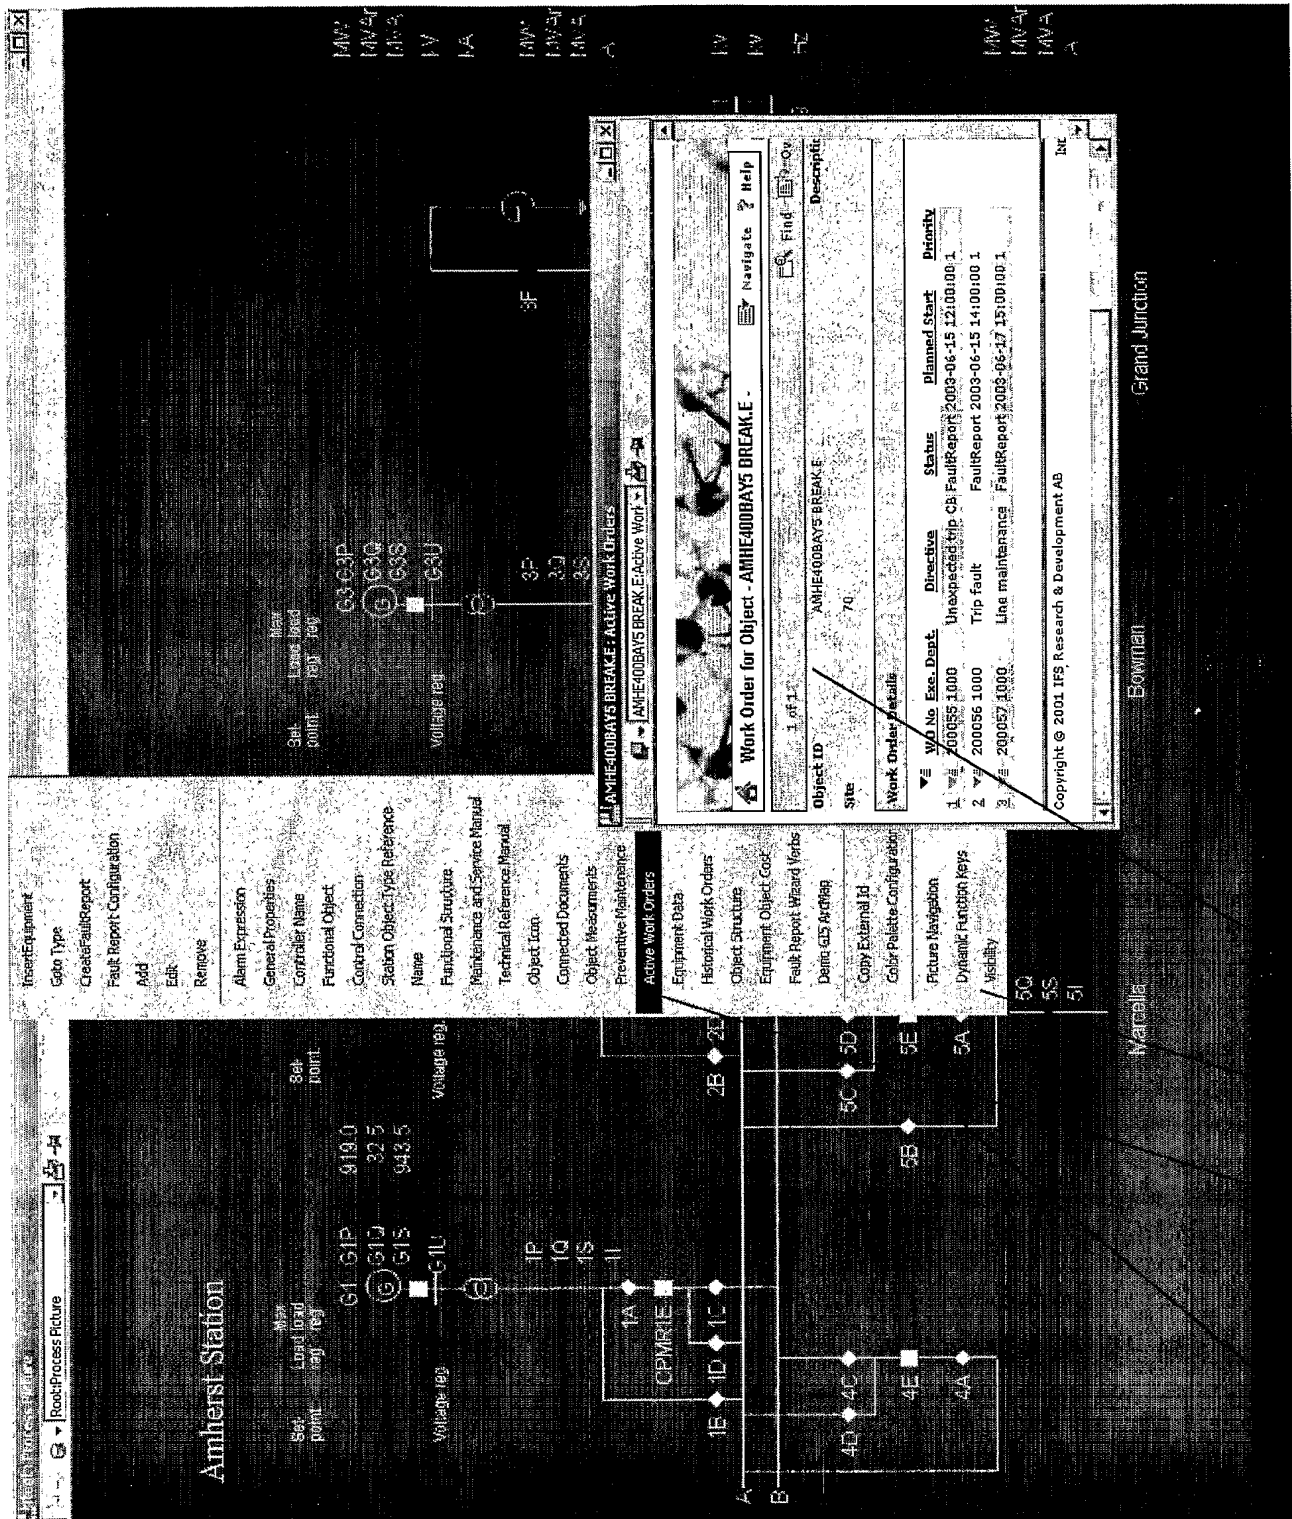 Root:Process Picture
Amherst Station
Set-
point
Load
reg
Max
load
reg
G1 G1P 919.0
G G1Q 32.5
G1S 943.5
G1U
Voltage reg
1P
1Q
1S
1I
1A
CPMR1E
1B
1D
1C
A
B
4D
4C
4E
4A
Set-
point
Voltage reg.
2B
2D
5C
5D
5B
5E
5A
5Q
5S
5I
InsertEquipment
Goto Type
CreateFaultReport
Fault Report Configuration
Add
Edit
Remove
Alarm Expression
General Properties
Controller Name
Functional Object
Control Connection
Station Object:Type Reference
Name
Functional Structure
Maintenance and Service Manual
Technical Reference Manual
Object Icon
Connected Documents
Object Measurments
Preventive Maintenance
Active Work Orders
Equipment Data
Historical Work Orders
Object Structure
Equipment Object Cost
Fault Report Wizard Verbs
Demo GIS ArcMap
Copy External Id
Color Palette Configuration
Picture Navigation
Dynamic Function Keys
Visibility
Set-
point
Load
reg
Max
load
reg
Voltage reg
G3 G3P
G G3Q
G3S
G3U
3P
3Q
3S
3F
MW
MVAr
MVA
kV
kA
MW
MVAr
MVA
A
kV
kV
HZ
MW
MVAr
MVA
A
AMHE400BAY5 BREAK.E : Active Work Orders
AMHE400BAY5 BREAK.E:Active Work
Work Order for Object - AMHE400BAY5 BREAK.E -
Navigate ? Help
1 of 1
Find
Ov
Object ID AMHE400BAY5 BREAK.E Descriptic
Site 70
Work Order Details
WO No Exe. Dept. Directive Status Planned Start Priority
1 200055 1000 Unexpected trip CB FaultReport 2003-06-15 12:00:00 1
2 200056 1000 Trip fault FaultReport 2003-06-15 14:00:00 1
3 200057 1000 Line maintenance FaultReport 2003-06-17 15:00:00 1
Copyright © 2001 IFS Research & Development AB
Marcella
Bowman
Grand Junction